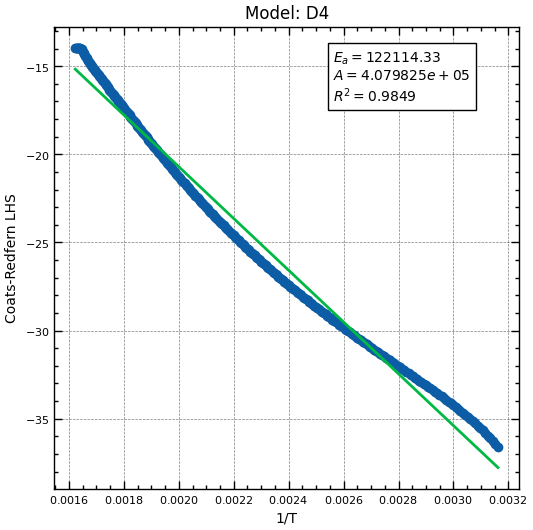 Model: D4
E_a = 122114.33
A = 4.079825e + 05
R^2 = 0.9849
Coats-Redfern LHS
−15
−20
−25
−30
−35
0.0016 0.0018 0.0020 0.0022 0.0024 0.0026 0.0028 0.0030 0.0032
1/T